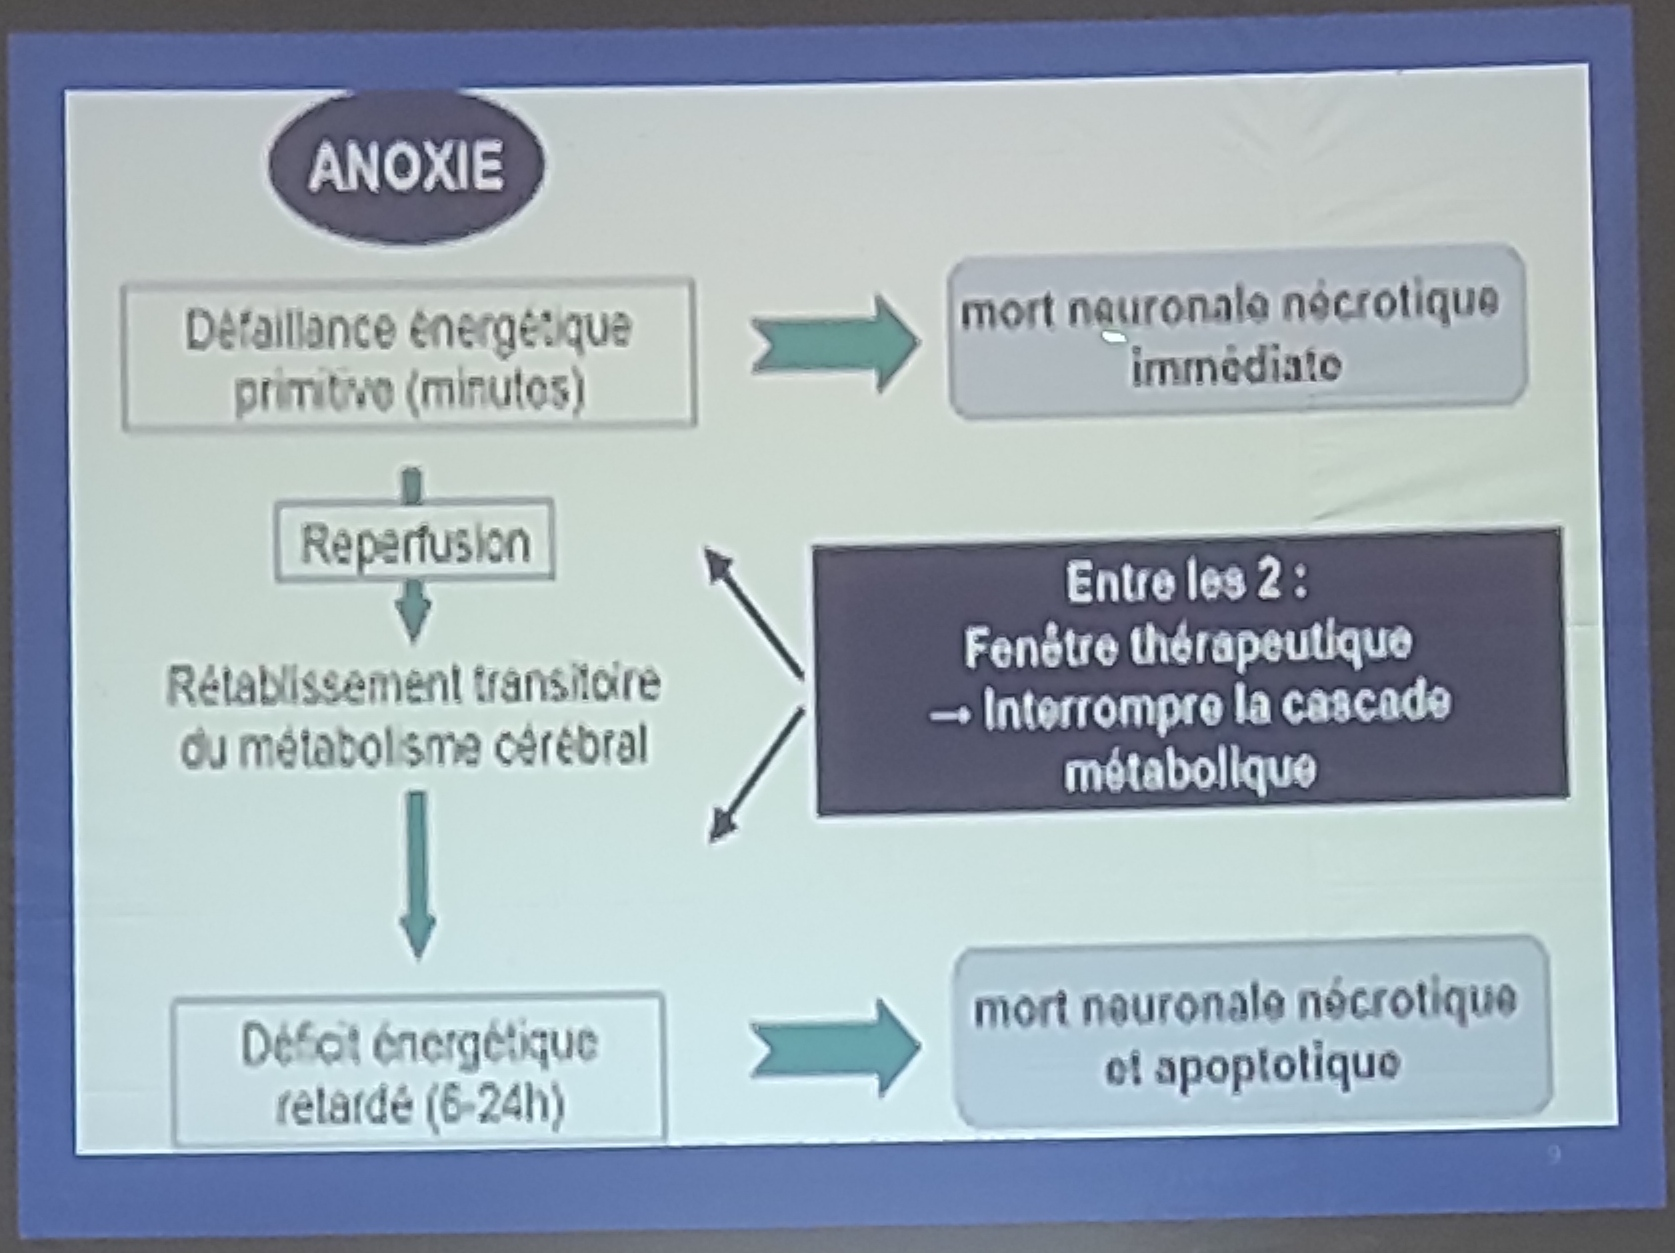 ANOXIE
Défaillance énergétique
primitive (minutes)
mort neuronale nécrotique
immédiate
Reperfusion
Rétablissement transitoire
du métabolisme cérébral
Entre les 2 :
Fenêtre thérapeutique
→ Interrompre la cascade
métabolique
Déficit énergétique
retardé (6-24h)
mort neuronale nécrotique
et apoptotique
9